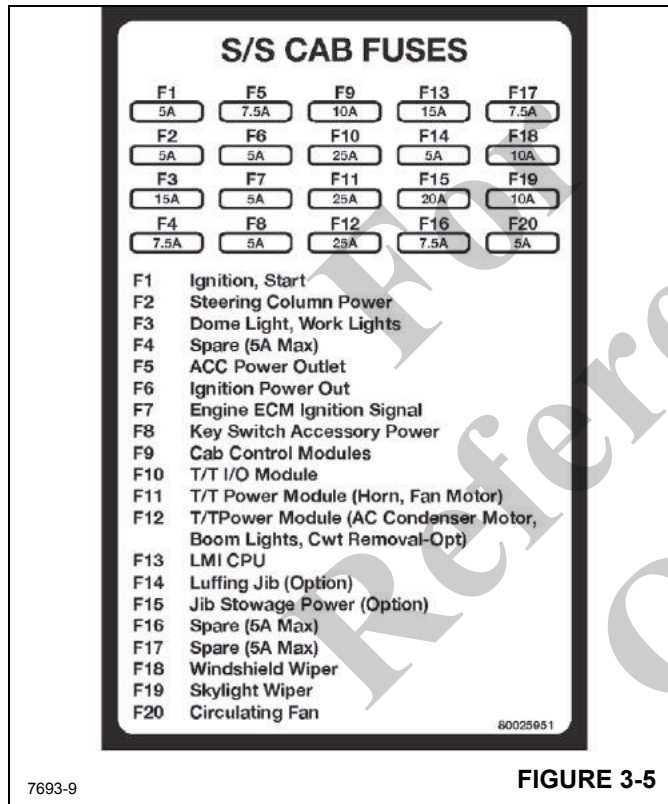 S/S CAB FUSES
F1 F5 F9 F13 F17
5A 7.5A 10A 15A 7.5A
F2 F6 F10 F14 F18
5A 5A 25A 5A 10A
F3 F7 F11 F15 F19
15A 5A 25A 20A 10A
F4 F8 F12 F16 F20
7.5A 5A 25A 7.5A 5A
F1 Ignition, Start
F2 Steering Column Power
F3 Dome Light, Work Lights
F4 Spare (5A Max)
F5 ACC Power Outlet
F6 Ignition Power Out
F7 Engine ECM Ignition Signal
F8 Key Switch Accessory Power
F9 Cab Control Modules
F10 T/T I/O Module
F11 T/T Power Module (Horn, Fan Motor)
F12 T/TPower Module (AC Condenser Motor,
Boom Lights, Cwt Removal-Opt)
F13 LMI CPU
F14 Luffing Jib (Option)
F15 Jib Stowage Power (Option)
F16 Spare (5A Max)
F17 Spare (5A Max)
F18 Windshield Wiper
F19 Skylight Wiper
F20 Circulating Fan
80025951
7693-9
FIGURE 3-5
For
Refere